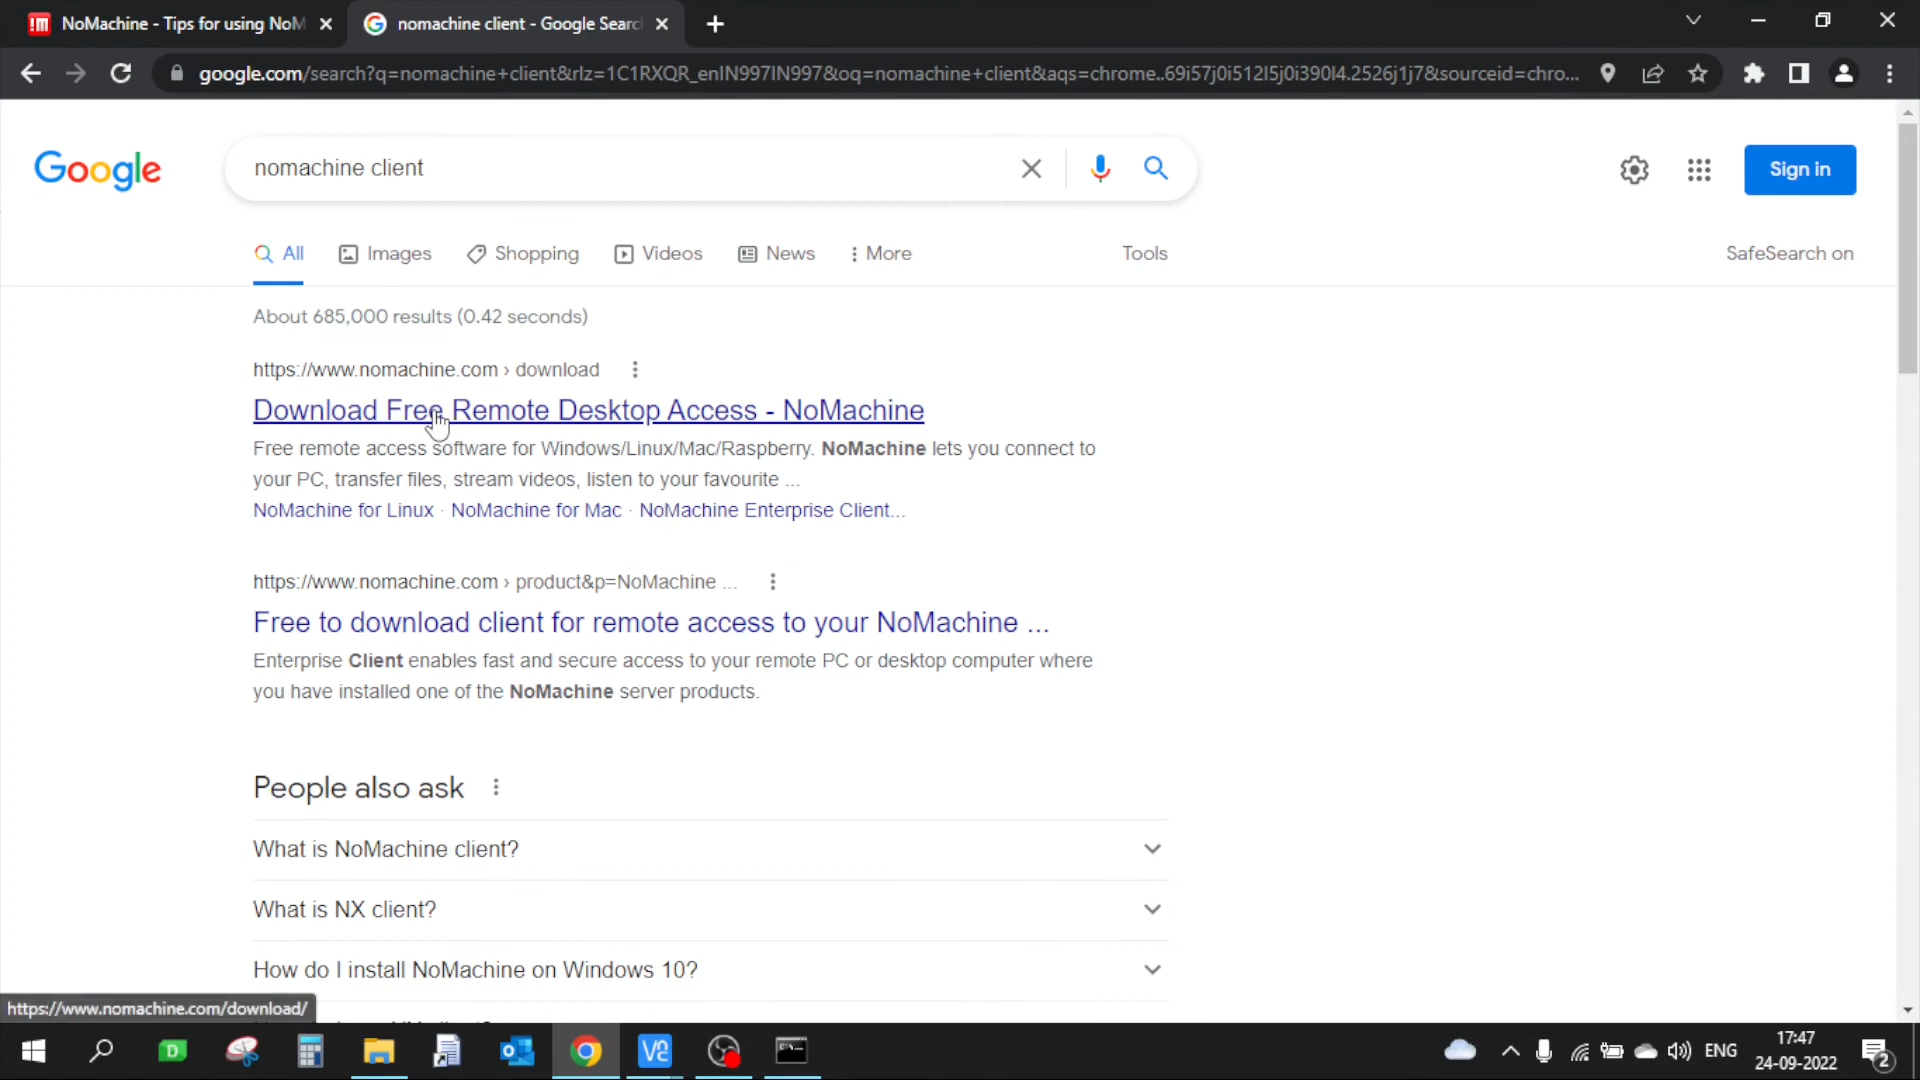 NoMachine - Tips for using NoM
nomachine client - Google Searc
google.com/search?q=nomachine+client&rlz=1C1RXQR_enIN997IN997&oq=nomachine+client&aqs=chrome..69i57j0i512l5j0i390l4.2526j1j7&sourceid=chro...
Google
nomachine client
Sign in
All
Images
Shopping
Videos
News
More
Tools
SafeSearch on
About 685,000 results (0.42 seconds)
https://www.nomachine.com › download
Download Free Remote Desktop Access - NoMachine
Free remote access software for Windows/Linux/Mac/Raspberry. NoMachine lets you connect to
your PC, transfer files, stream videos, listen to your favourite ...
NoMachine for Linux · NoMachine for Mac · NoMachine Enterprise Client...
https://www.nomachine.com › product&p=NoMachine ...
Free to download client for remote access to your NoMachine ...
Enterprise Client enables fast and secure access to your remote PC or desktop computer where
you have installed one of the NoMachine server products.
People also ask
What is NoMachine client?
What is NX client?
How do I install NoMachine on Windows 10?
https://www.nomachine.com/download/
D
V2
ENG
17:47
24-09-2022
2